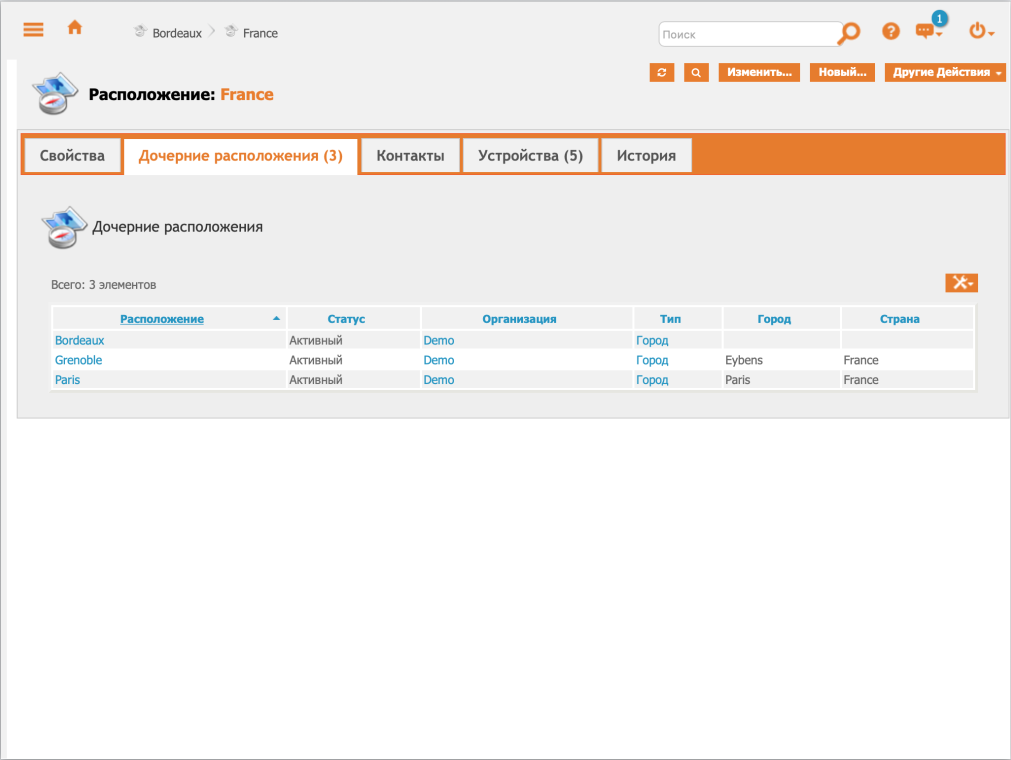 Bordeaux France Поиск 1
Изменить... Новый... Другие Действия
Расположение: France
Свойства Дочерние расположения (3) Контакты Устройства (5) История
Дочерние расположения
Всего: 3 элементов
Расположение Статус Организация Тип Город Страна
Bordeaux Активный Demo Город
Grenoble Активный Demo Город Eybens France
Paris Активный Demo Город Paris France